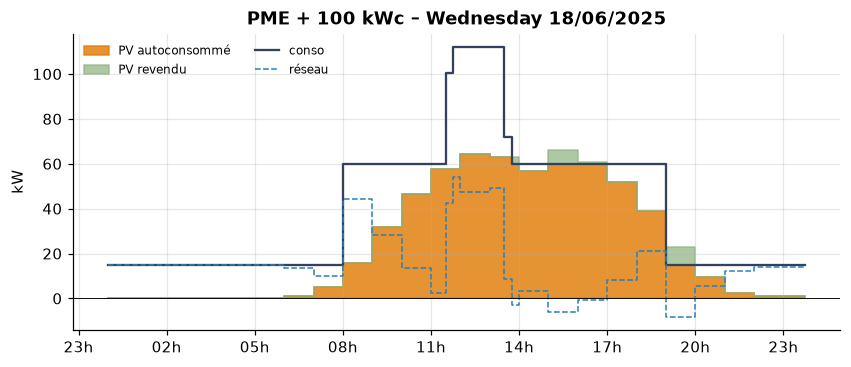 PME + 100 kWc – Wednesday 18/06/2025
PV autoconsommé
conso
PV revendu
réseau
kW
100
80
60
40
20
0
23h 02h 05h 08h 11h 14h 17h 20h 23h